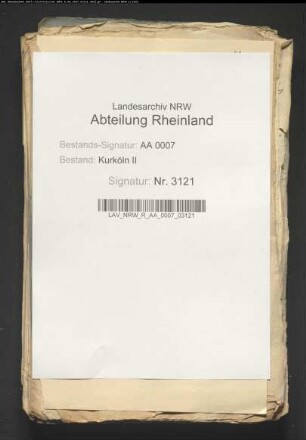 Landesarchiv NRW
Abteilung Rheinland
Bestands-Signatur: AA 0007
Bestand: Kurköln II
Signatur: Nr. 3121
LAV_NRW_R_AA_0007_03121